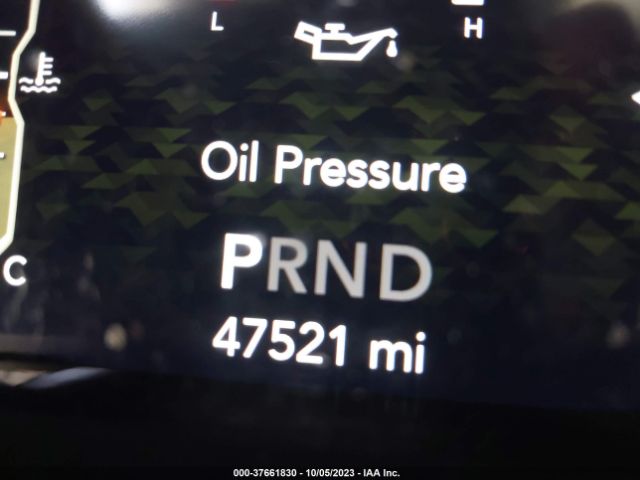 L H
Oil Pressure
C
PRND
47521 mi
000-37661830 - 10/05/2023 - IAA Inc.